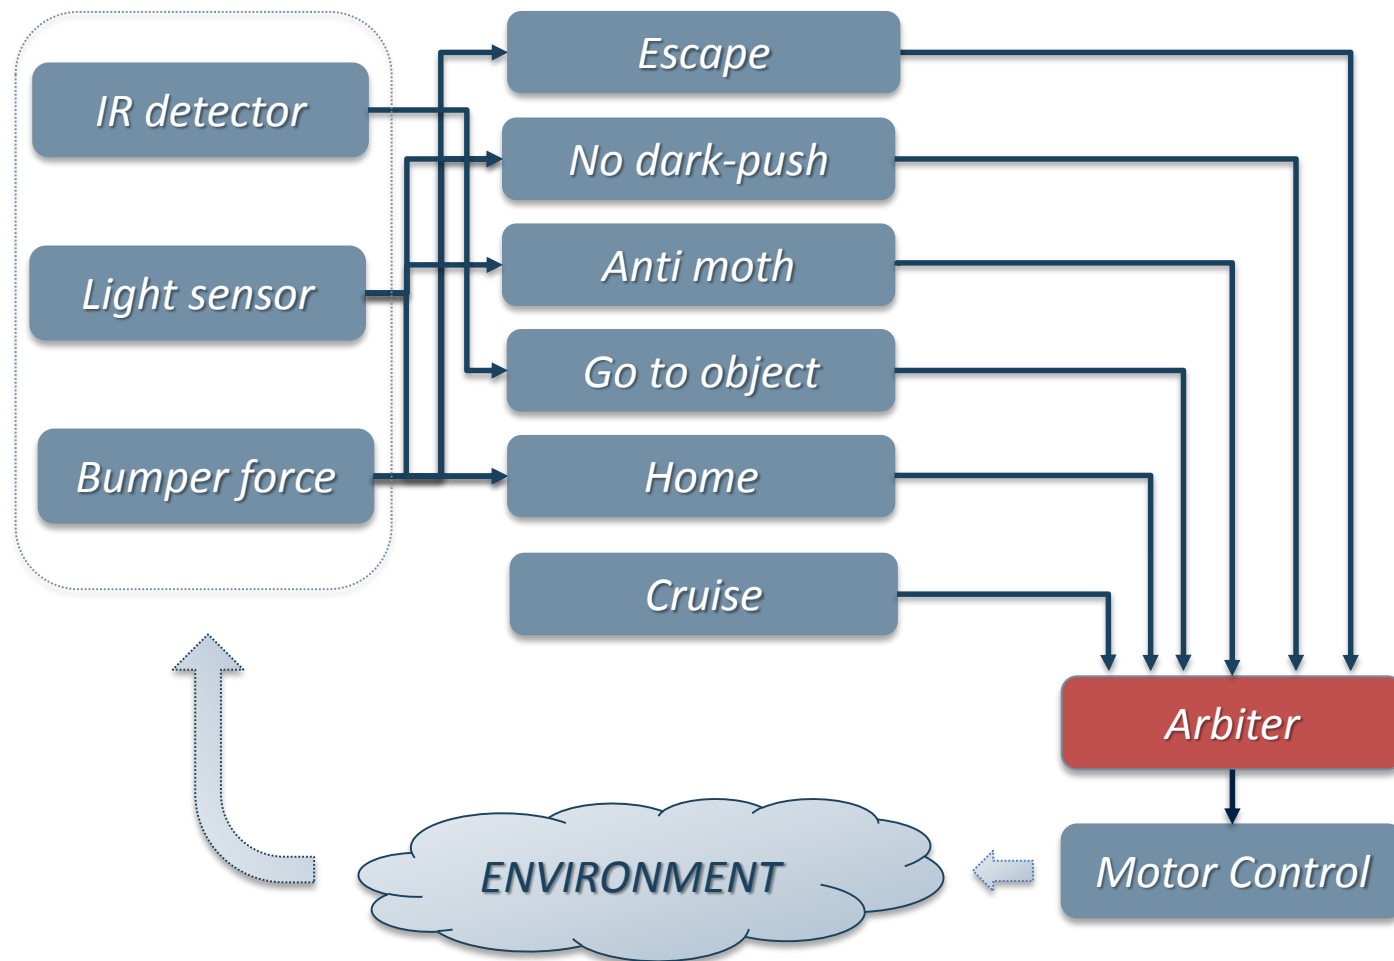 IR detector
Light sensor
Bumper force
Escape
No dark-push
Anti moth
Go to object
Home
Cruise
Arbiter
Motor Control
ENVIRONMENT